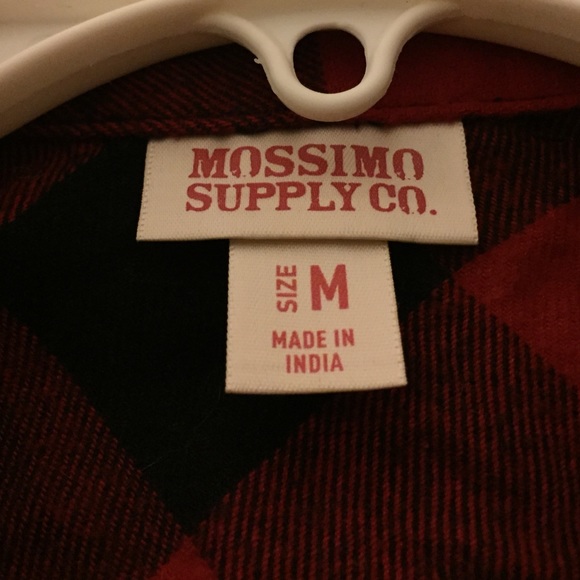 MOSSIMO
SUPPLY CO.
SIZE M
MADE IN
INDIA